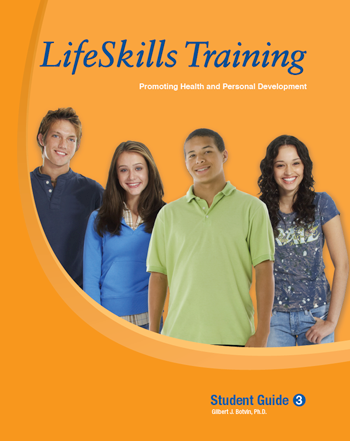 LifeSkills Training
Promoting Health and Personal Development
Student Guide 3
Gilbert J. Botvin, Ph.D.